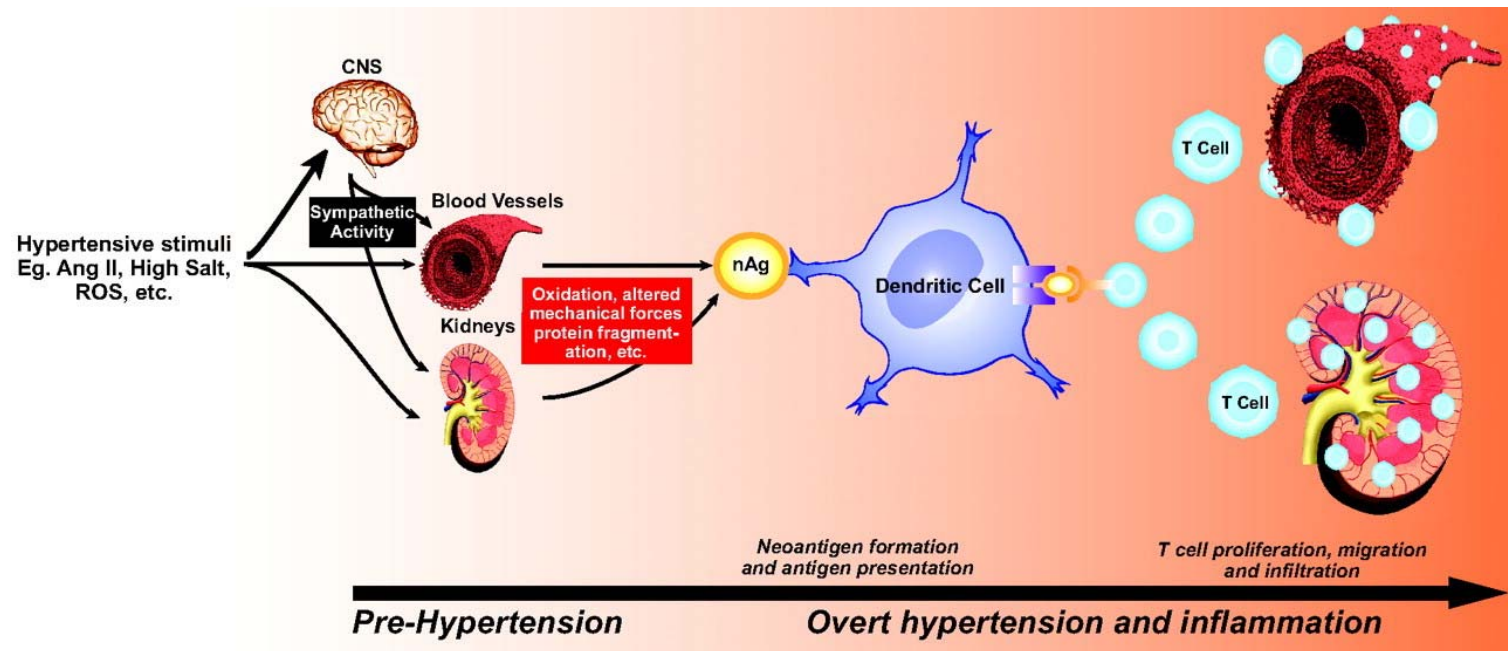 CNS
Sympathetic
Activity
Blood Vessels
Hypertensive stimuli
Eg. Ang II, High Salt,
ROS, etc.
Kidneys
Oxidation, altered
mechanical forces
protein fragment-
ation, etc.
nAg
Dendritic Cell
T Cell
T Cell
Neoantigen formation
and antigen presentation
T cell proliferation, migration
and infiltration
Pre-Hypertension
Overt hypertension and inflammation